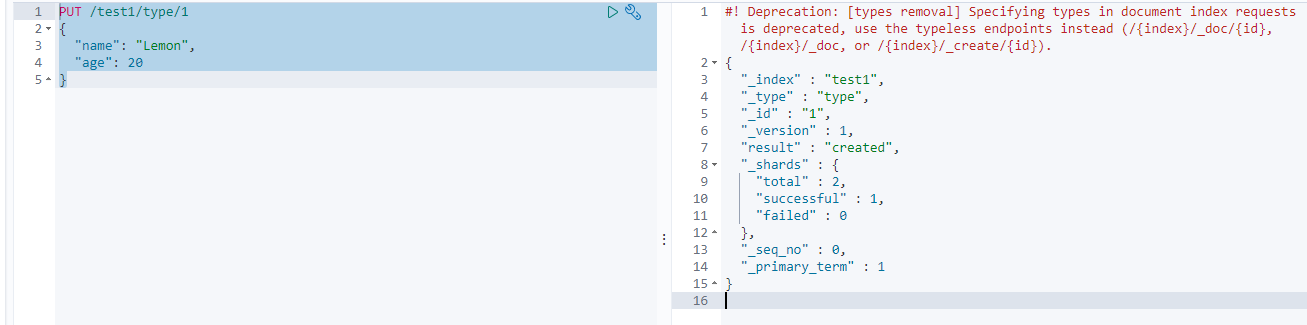 1 PUT /test1/type/1
2 {
3 "name": "Lemon",
4 "age": 20
5 }
1 #! Deprecation: [types removal] Specifying types in document index requests
is deprecated, use the typeless endpoints instead (/{index}/_doc/{id},
/{index}/_doc, or /{index}/_create/{id}).
2 {
3 "_index" : "test1",
4 "_type" : "type",
5 "_id" : "1",
6 "_version" : 1,
7 "result" : "created",
8 "_shards" : {
9 "total" : 2,
10 "successful" : 1,
11 "failed" : 0
12 },
13 "_seq_no" : 0,
14 "_primary_term" : 1
15 }
16